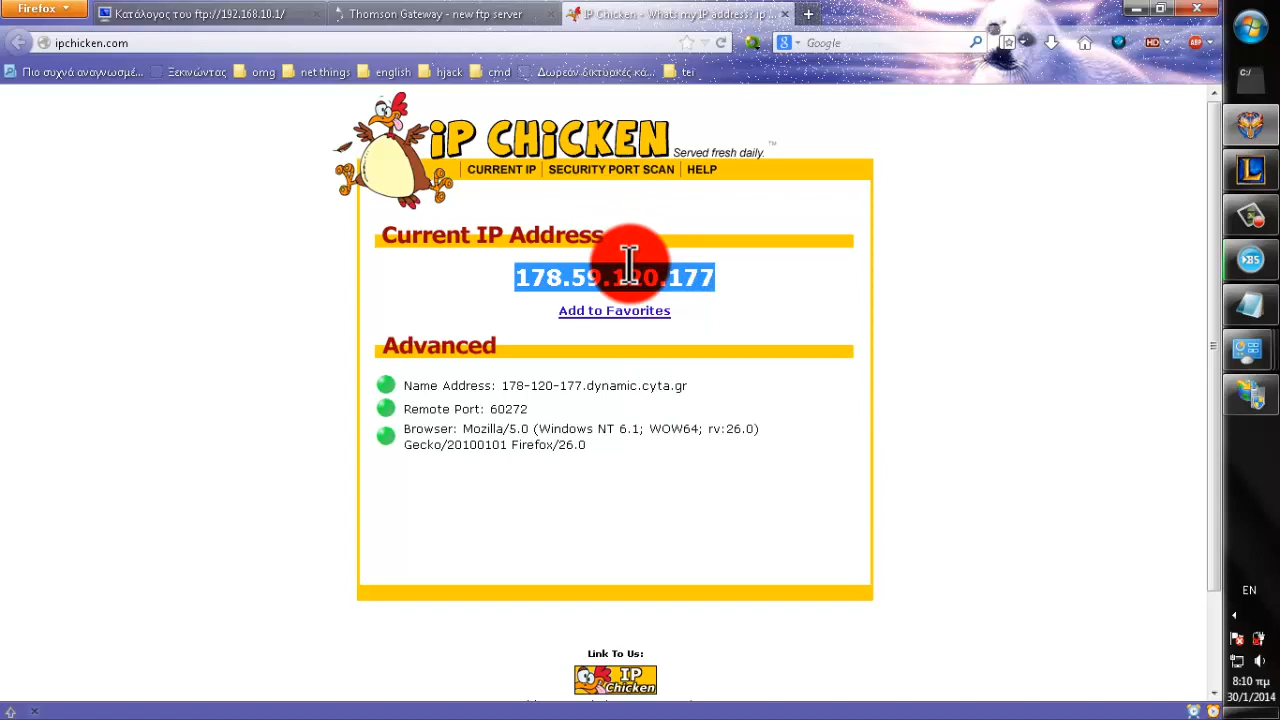 Firefox
Κατάλογος του ftp://192.168.10.1/
Thomson Gateway - new ftp server
IP Chicken - What's my IP address? ip ...
ipchicken.com
Google
HD
ABP
C:/
Πιο συχνά αναγνωσμέ...
Ξεκινώντας
omg
net things
english
hjack
cmd
Δωρεάν δικτυακές κά...
tei
iP CHiCKEN
Served fresh daily.
TM
CURRENT IP
SECURITY PORT SCAN
HELP
Current IP Address
178.59.120.177
Add to Favorites
Advanced
Name Address: 178-120-177.dynamic.cyta.gr
Remote Port: 60272
Browser: Mozilla/5.0 (Windows NT 6.1; WOW64; rv:26.0)
Gecko/20100101 Firefox/26.0
Link To Us:
IP
Chicken
L
BS
EN
8:10 πμ
30/1/2014